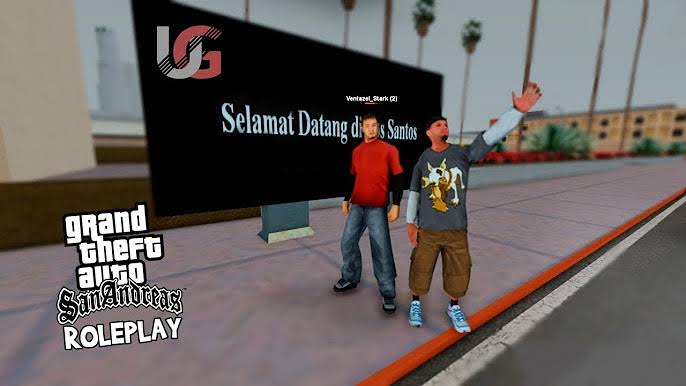 UG
Ventazel_Stark (2)
Selamat Datang di Santos
grand
theft
auto
San Andreas
ROLEPLAY